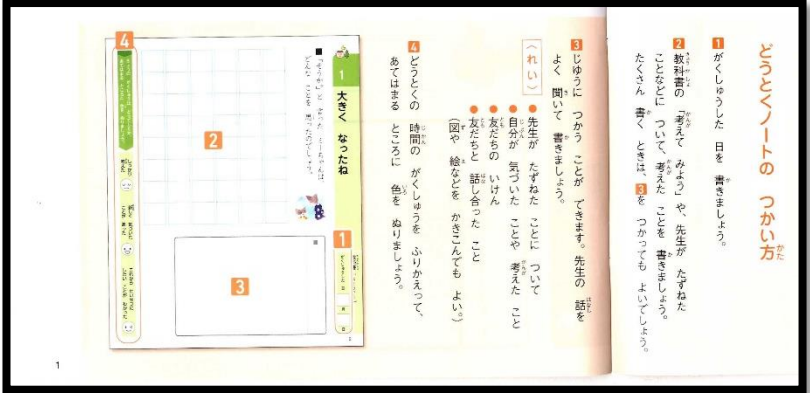 どうとくノートの つかい方
1 がくしゅうした 日を 書きましょう。
2 教科書の 「考えて みよう」や、先生が たずねた
ことなどに ついて、考えた ことを 書きましょう。
たくさん 書く ときは、3を つかっても よいでしょう。
3 じゆうに つかう ことが できます。先生の 話を
よく 聞いて 書きましょう。
〈れい〉
●先生が たずねた ことに ついて
●自分が 気づいた ことや 考えた こと
●友だちの いけん
●友だちと 話し合った こと
(図や 絵などを かきこんでも よい。)
4 どうとくの 時間の がくしゅうを ふりかえって、
あてはまる ところに 色を ぬりましょう。
1
1 大きく なったね
2
3
4
1